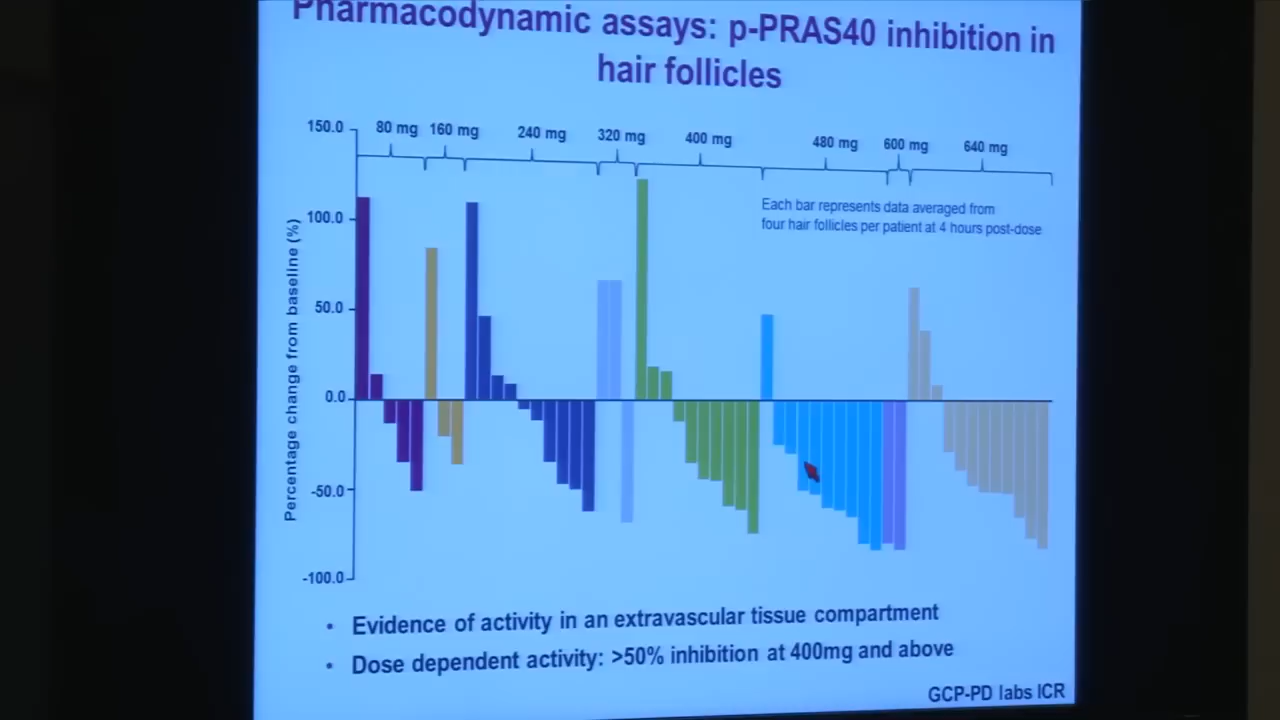 Pharmacodynamic assays: p-PRAS40 inhibition in
hair follicles
150.0
80 mg
160 mg
240 mg
320 mg
400 mg
480 mg
600 mg
640 mg
Each bar represents data averaged from
four hair follicles per patient at 4 hours post-dose
100.0
50.0
0.0
-50.0
-100.0
Percentage change from baseline (%)
• Evidence of activity in an extravascular tissue compartment
• Dose dependent activity: >50% inhibition at 400mg and above
GCP-PD labs ICR